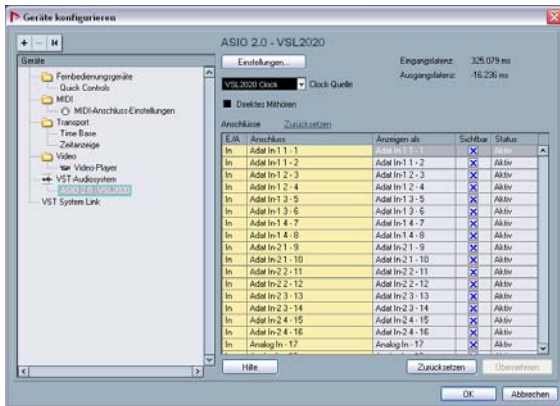 Geräte konfigurieren
Geräte
Fernbedienungsgeräte
Quick Controls
MIDI
MIDI-Anschluss-Einstellungen
Transport
Time Base
Zeitanzeige
Video
Video-Player
VST-Audiosystem
ASIO 2.0 - VSL2020
VST System Link
ASIO 2.0 - VSL2020
Einstellungen...
Eingangslatenz: 325.079 ms
VSL2020 Clock Clock-Quelle
Ausgangslatenz: -16.236 ms
Direktes Mithören
Anschlüsse Zurücksetzen
E/A Anschluss Anzeigen als Sichtbar Status
In Adat In-1 1 - 1 Adat In-1 1 - 1 Aktiv
In Adat In-1 1 - 2 Adat In-1 1 - 2 Aktiv
In Adat In-1 2 - 3 Adat In-1 2 - 3 Aktiv
In Adat In-1 2 - 4 Adat In-1 2 - 4 Aktiv
In Adat In-1 3 - 5 Adat In-1 3 - 5 Aktiv
In Adat In-1 3 - 6 Adat In-1 3 - 6 Aktiv
In Adat In-1 4 - 7 Adat In-1 4 - 7 Aktiv
In Adat In-1 4 - 8 Adat In-1 4 - 8 Aktiv
In Adat In-2 1 - 9 Adat In-2 1 - 9 Aktiv
In Adat In-2 1 - 10 Adat In-2 1 - 10 Aktiv
In Adat In-2 2 - 11 Adat In-2 2 - 11 Aktiv
In Adat In-2 2 - 12 Adat In-2 2 - 12 Aktiv
In Adat In-2 3 - 13 Adat In-2 3 - 13 Aktiv
In Adat In-2 3 - 14 Adat In-2 3 - 14 Aktiv
In Adat In-2 4 - 15 Adat In-2 4 - 15 Aktiv
In Adat In-2 4 - 16 Adat In-2 4 - 16 Aktiv
In Analog In - 17 Analog In - 17 Aktiv
Hilfe Zurücksetzen Übernehmen
OK Abbrechen